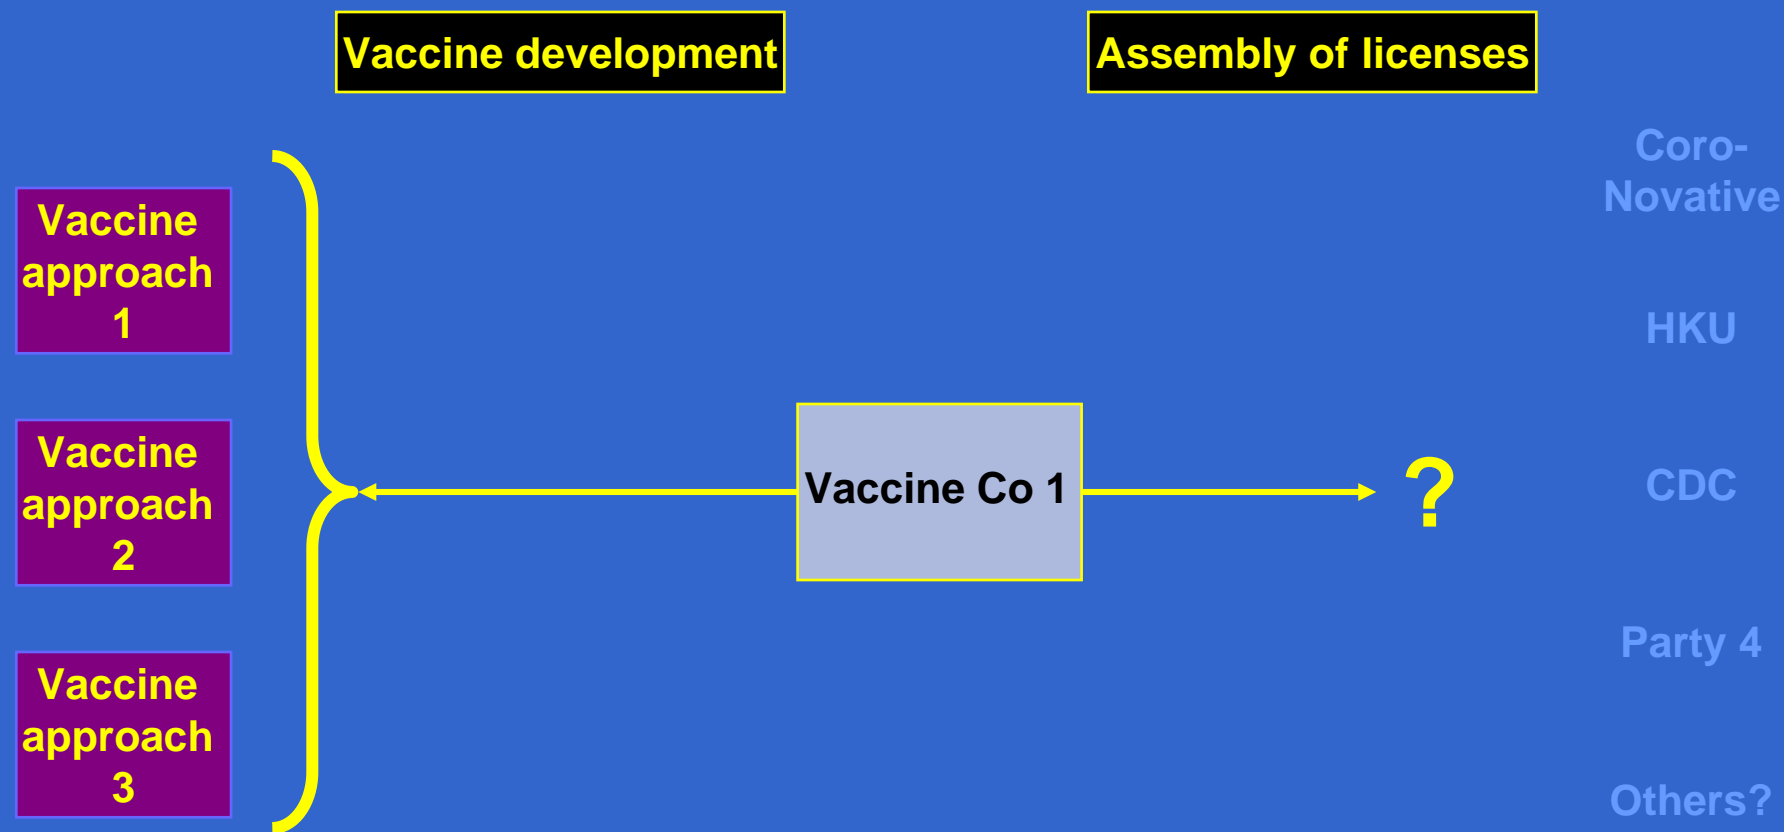 Vaccine development
Assembly of licenses
Vaccine
approach
1
Vaccine
approach
2
Vaccine
approach
3
Vaccine Co 1
?
Coro-
Novative
HKU
CDC
Party 4
Others?